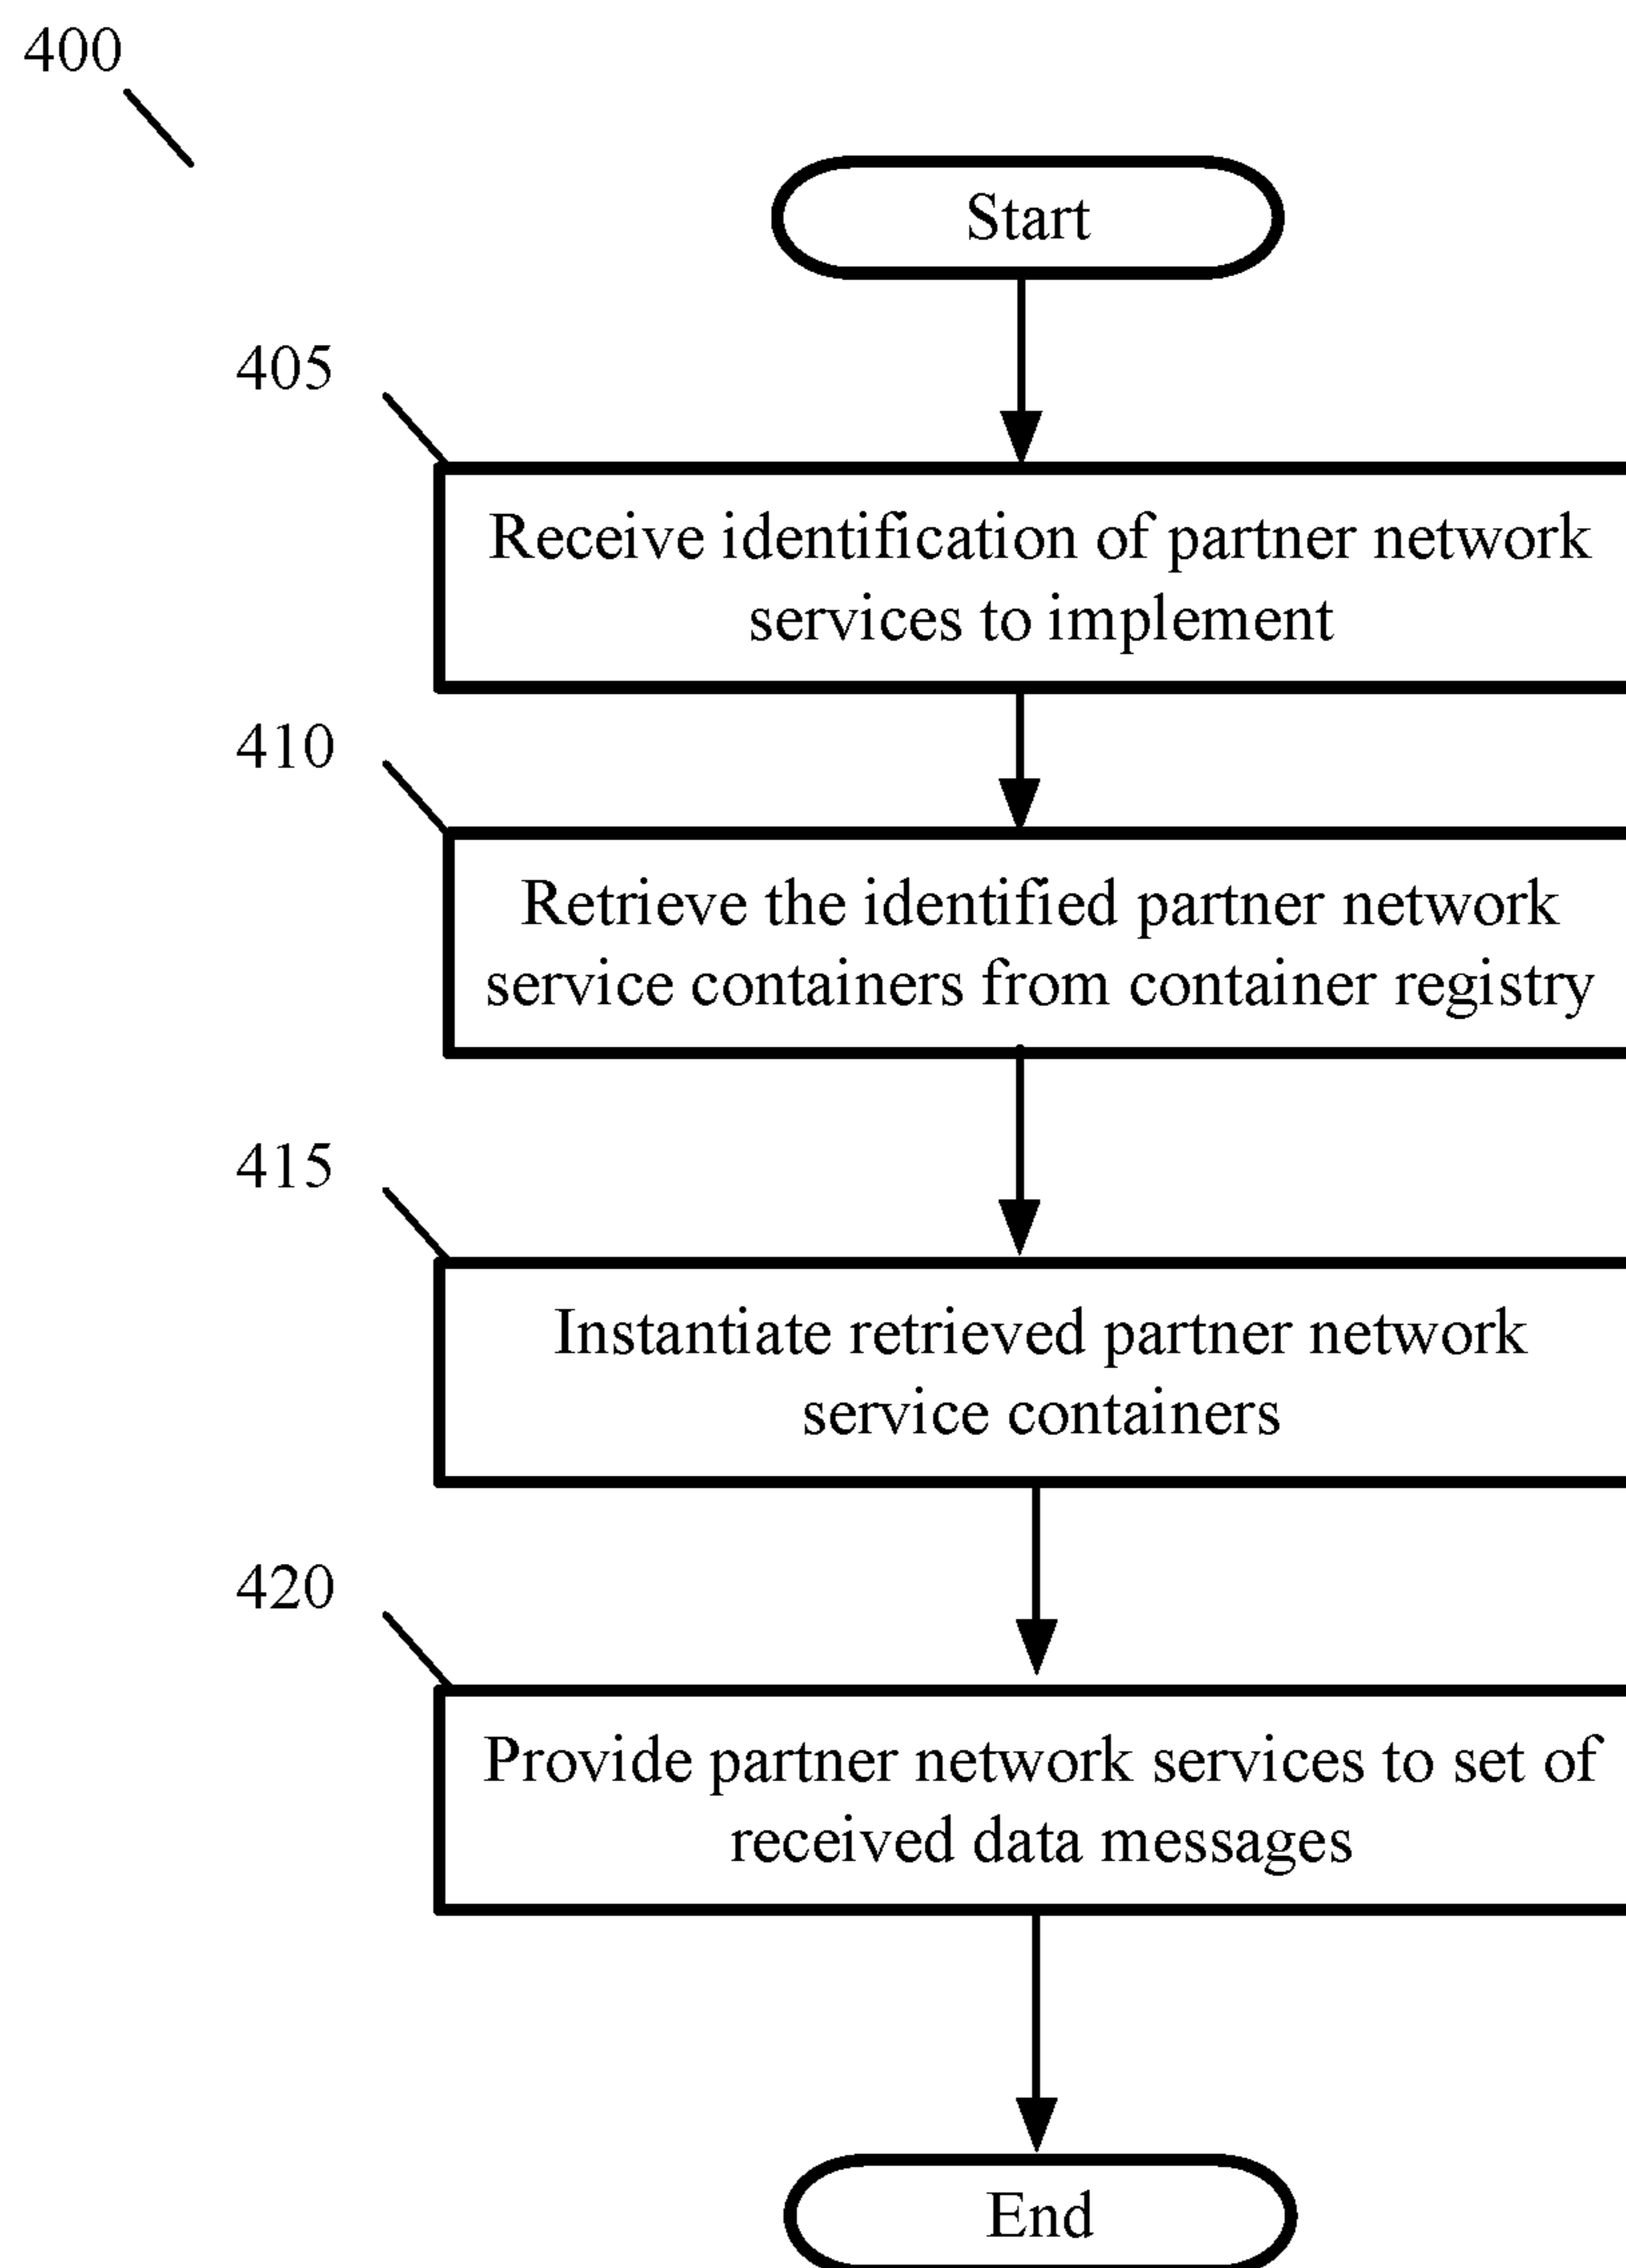 400
Start
405
Receive identification of partner network
services to implement
410
Retrieve the identified partner network
service containers from container registry
415
Instantiate retrieved partner network
service containers
420
Provide partner network services to set of
received data messages
End